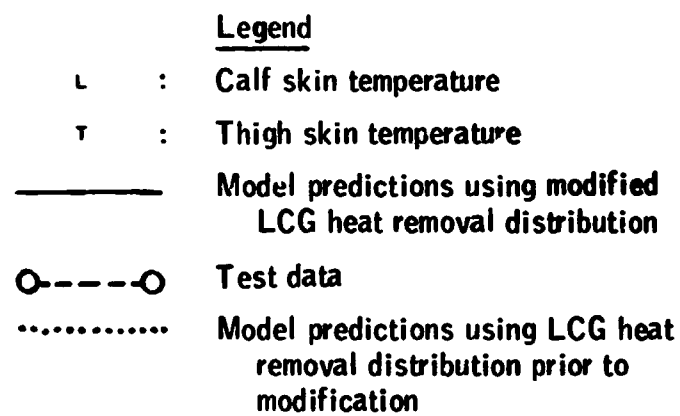 Legend
L : Calf skin temperature
T : Thigh skin temperature
Model predictions using modified
LCG heat removal distribution
Test data
Model predictions using LCG heat
removal distribution prior to
modification